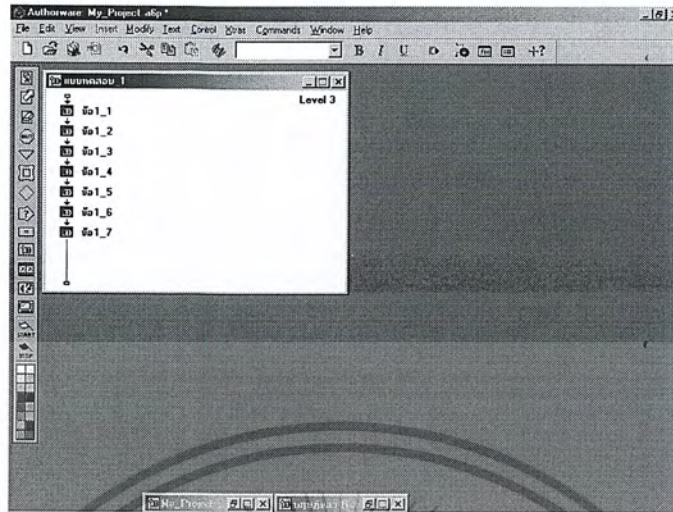 Authorware: My_Project.a6p *
File Edit View Insert Modify Text Control Xtras Commands Window Help
B I U
แบบทดสอบ_1
Level 3
ข้อ1_1
ข้อ1_2
ข้อ1_3
ข้อ1_4
ข้อ1_5
ข้อ1_6
ข้อ1_7
START
STOP
My_Project